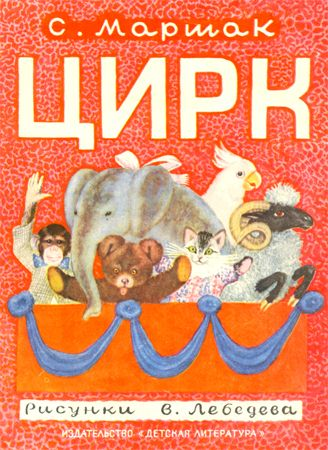 С. Маршак
ЦИРК
Рисунки В. Лебедева
ИЗДАТЕЛЬСТВО «ДЕТСКАЯ ЛИТЕРАТУРА»